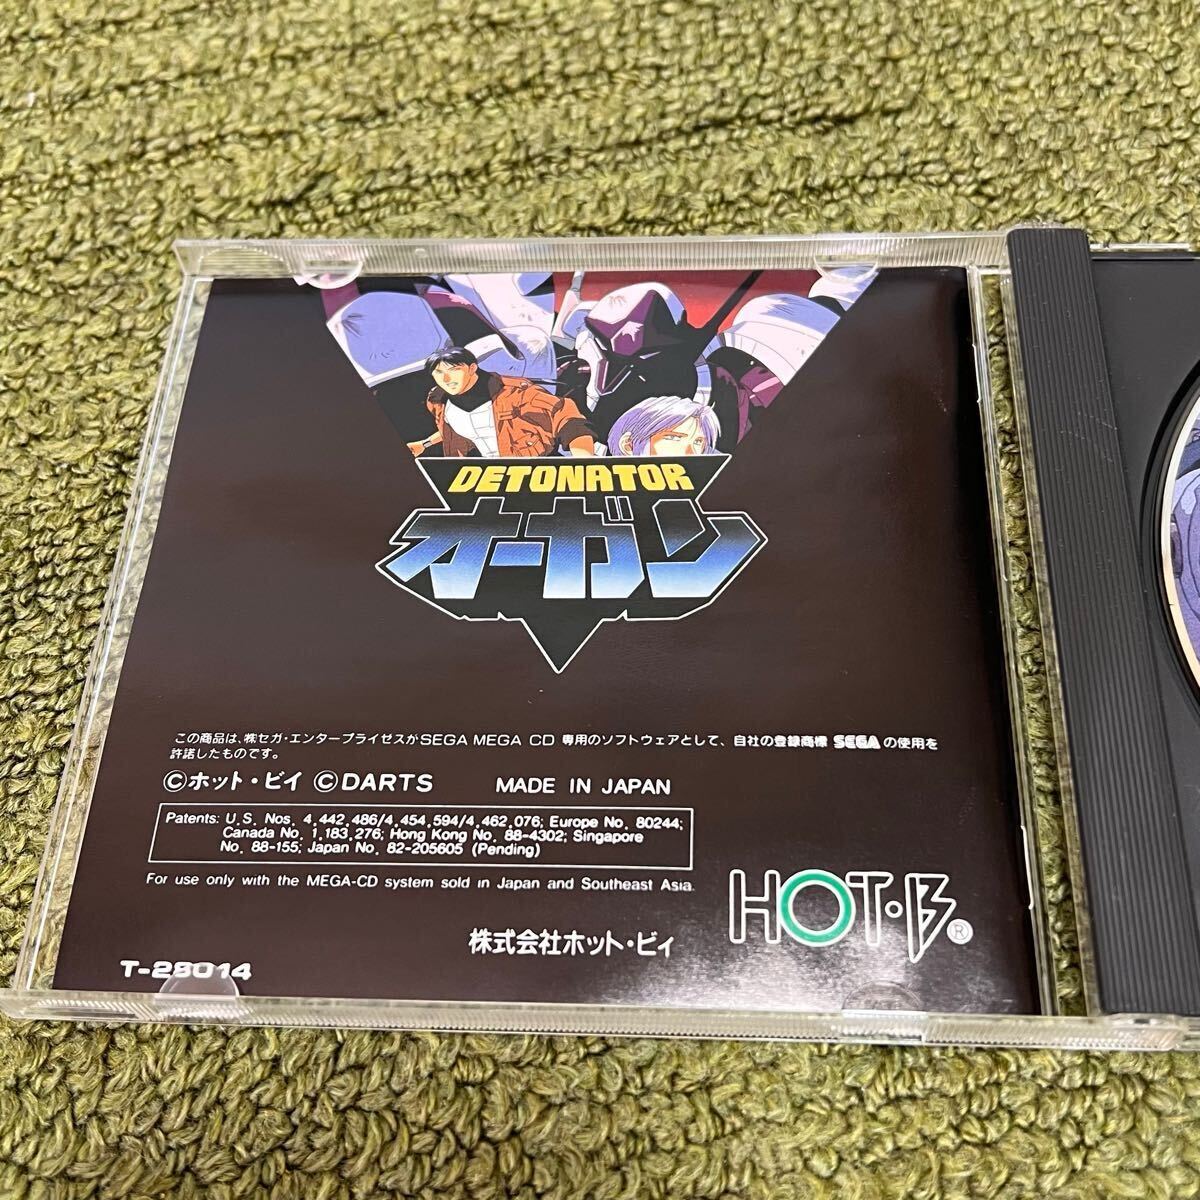 DETONATOR
オーガン
この商品は、㈱セガ・エンタープライゼスがSEGA MEGA CD 専用のソフトウェアとして、自社の登録商標 SEGA の使用を
許諾したものです。
©ホット・ビィ ©DARTS MADE IN JAPAN
Patents: U.S. Nos. 4,442,486/4,454,594/4,462,076; Europe No. 80244;
Canada No. 1,183,276; Hong Kong No. 88-4302; Singapore
No. 88-155; Japan No. 82-205605 (Pending)
For use only with the MEGA-CD system sold in Japan and Southeast Asia.
HOT・B®
株式会社ホット・ビィ
T-28014